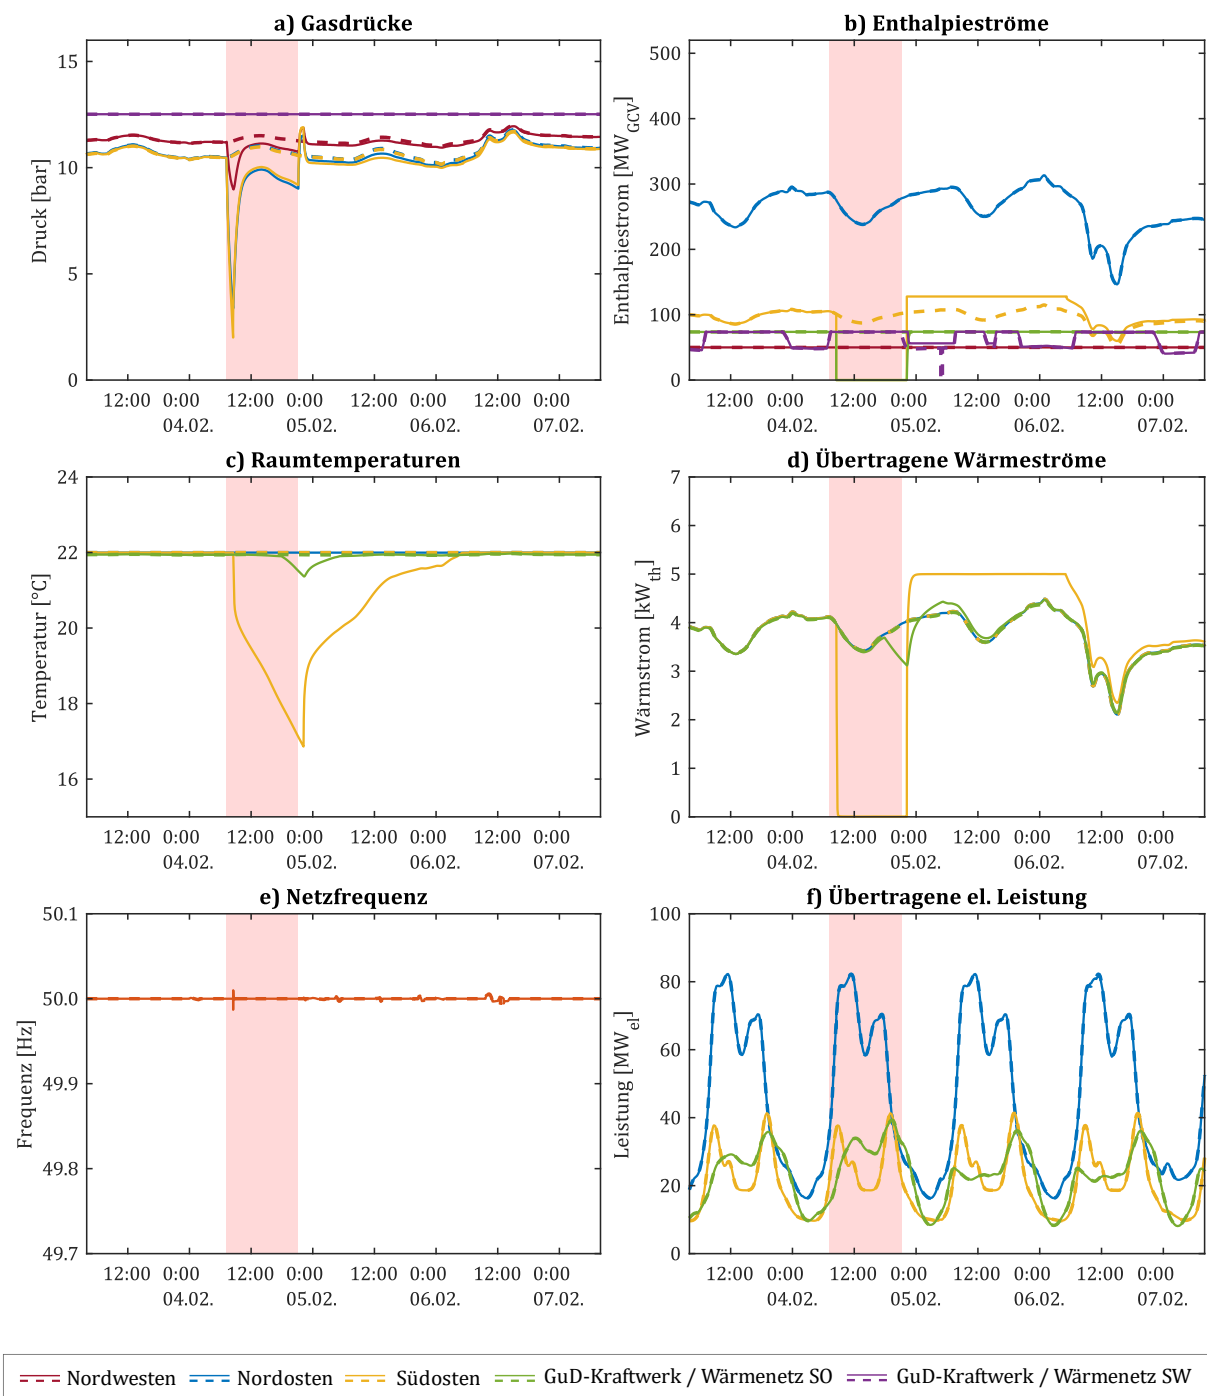 a) Gasdrücke
b) Enthalpieströme
15
10
5
0
Druck [bar]
12:00 0:00 12:00 0:00 12:00 0:00 12:00 0:00
04.02. 05.02. 06.02. 07.02.
500
400
300
200
100
0
Enthalpiestrom [MW_GCV]
12:00 0:00 12:00 0:00 12:00 0:00 12:00 0:00
04.02. 05.02. 06.02. 07.02.
c) Raumtemperaturen
d) Übertragene Wärmeströme
24
22
20
18
16
Temperatur [°C]
12:00 0:00 12:00 0:00 12:00 0:00 12:00 0:00
04.02. 05.02. 06.02. 07.02.
7
6
5
4
3
2
1
0
Wärmstrom [kW_th]
12:00 0:00 12:00 0:00 12:00 0:00 12:00 0:00
04.02. 05.02. 06.02. 07.02.
e) Netzfrequenz
f) Übertragene el. Leistung
50.1
50.0
49.9
49.8
49.7
Frequenz [Hz]
12:00 0:00 12:00 0:00 12:00 0:00 12:00 0:00
04.02. 05.02. 06.02. 07.02.
100
80
60
40
20
0
Leistung [MW_el]
12:00 0:00 12:00 0:00 12:00 0:00 12:00 0:00
04.02. 05.02. 06.02. 07.02.
Nordwesten Nordosten Südosten GuD-Kraftwerk / Wärmenetz SO GuD-Kraftwerk / Wärmenetz SW